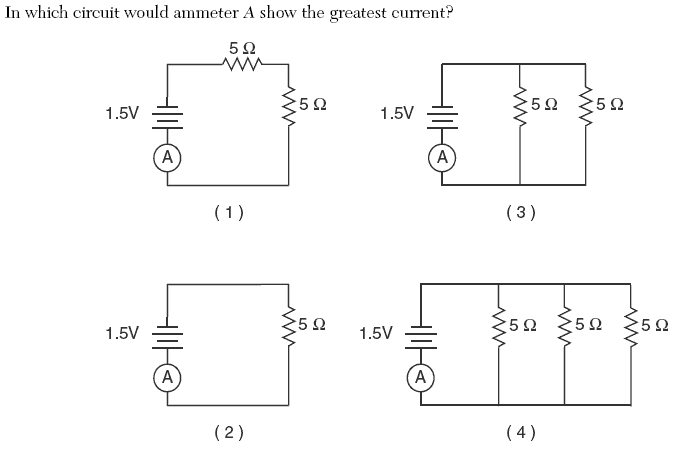 In which circuit would ammeter A show the greatest current?
5 Ω
5 Ω
1.5V
A
(1)
1.5V
5 Ω
5 Ω
A
(3)
1.5V
5 Ω
A
(2)
1.5V
5 Ω
5 Ω
5 Ω
A
(4)